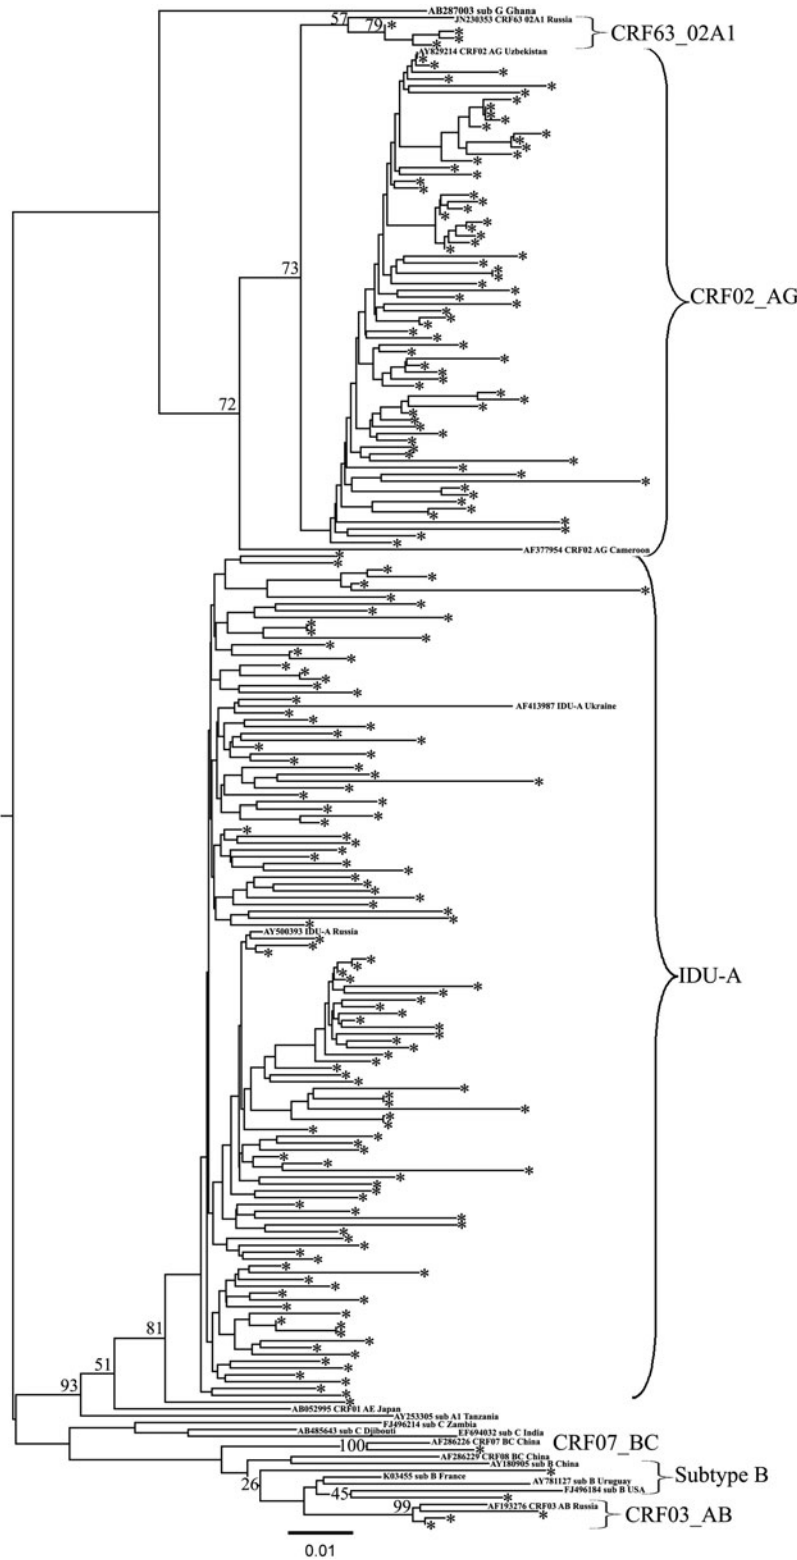 AB287003 sub G Ghana
JN230353 CRF63 02A1 Russia
57
79
CRF63_02A1
AY829214 CRF02 AG Uzbekistan
73
CRF02_AG
72
AF377954 CRF02 AG Cameroon
AF413987 IDU-A Ukraine
AY500393 IDU-A Russia
IDU-A
81
51
93
AB052995 CRF01 AE Japan
AY253305 sub A1 Tanzania
FJ496214 sub C Zambia
AB485643 sub C Djibouti
EF694032 sub C India
AF286226 CRF07 BC China
100
CRF07_BC
AF286229 CRF08 BC China
AY180905 sub B China
26
K03455 sub B France
AY781127 sub B Uruguay
Subtype B
FJ496184 sub B USA
45
99
AF193276 CRF03 AB Russia
CRF03_AB
0.01